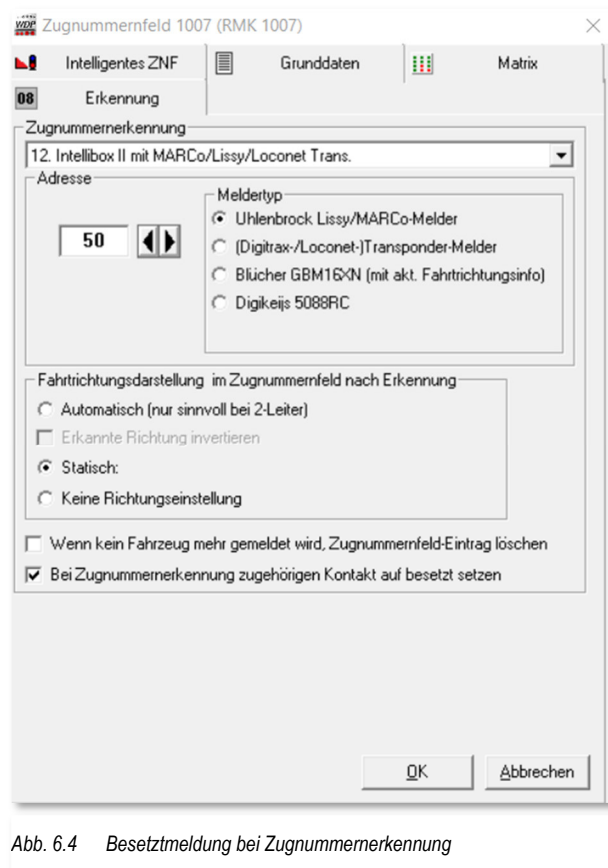 WDP Zugnummernfeld 1007 (RMK 1007)
Intelligentes ZNF Grunddaten Matrix
08 Erkennung
Zugnummernerkennung
12. Intellibox II mit MARCo/Lissy/Loconet Trans.
Adresse
50
Meldertyp
Uhlenbrock Lissy/MARCo-Melder
(Digitrax-/Loconet-)Transponder-Melder
Blücher GBM16XN (mit akt. Fahrtrichtungsinfo)
Digikeijs 5088RC
Fahrtrichtungsdarstellung im Zugnummernfeld nach Erkennung
Automatisch (nur sinnvoll bei 2-Leiter)
Erkannte Richtung invertieren
Statisch:
Keine Richtungseinstellung
Wenn kein Fahrzeug mehr gemeldet wird, Zugnummernfeld-Eintrag löschen
Bei Zugnummernerkennung zugehörigen Kontakt auf besetzt setzen
OK Abbrechen
Abb. 6.4 Besetztmeldung bei Zugnummernerkennung